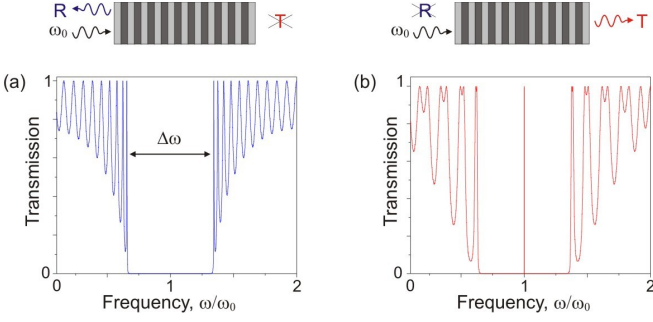 R T R T
ω₀ ω₀
(a) (b)
1 1
Transmission Transmission
Δω
0 0
0 1 2 0 1 2
Frequency, ω/ω₀ Frequency, ω/ω₀